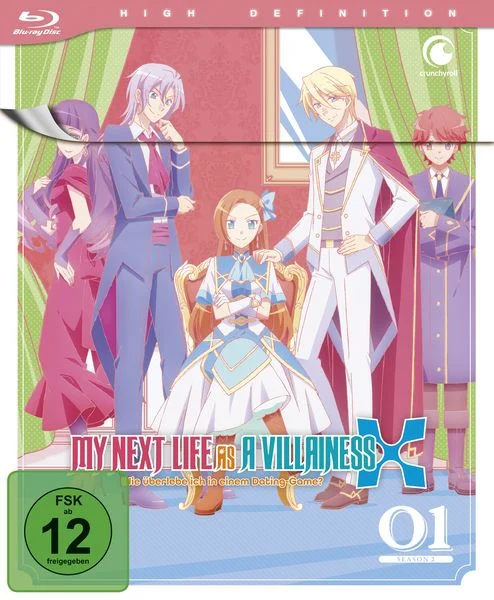 Blu-ray Disc
HIGH DEFINITION
crunchyroll
MY NEXT LIFE AS A VILLAINESS X
Wie überlebe ich in einem Dating-Game?
FSK
ab
12
freigegeben
01
SEASON 2